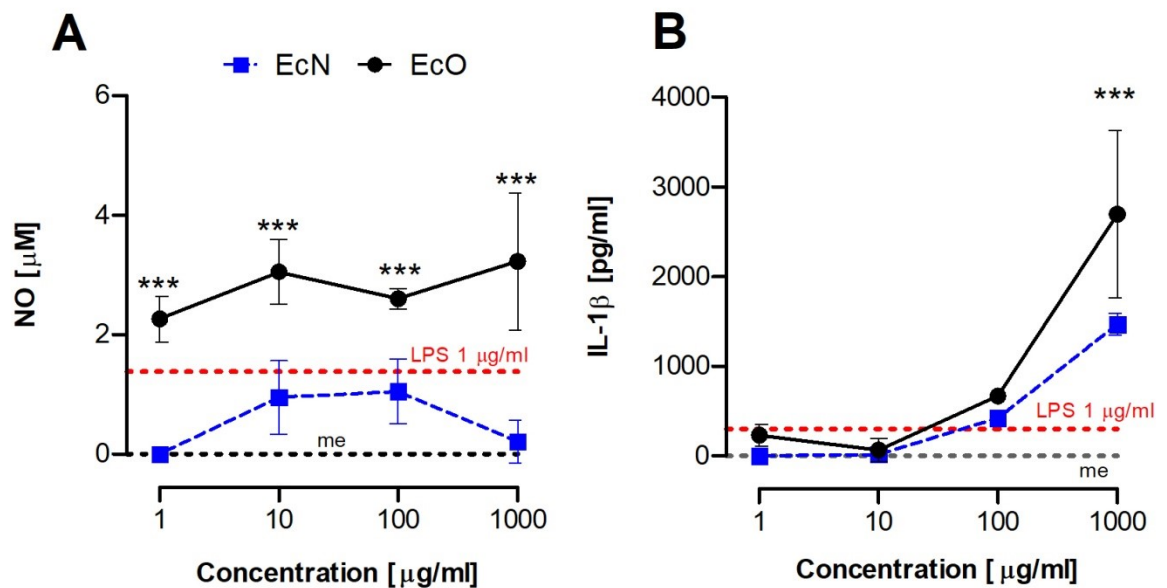 A
EcN EcO
6
4
2
0
NO [μM]
***
***
***
***
LPS 1 μg/ml
me
1 10 100 1000
Concentration [ μg/ml]
B
4000
3000
2000
1000
0
IL-1β [pg/ml]
***
LPS 1 μg/ml
me
1 10 100 1000
Concentration [ μg/ml]